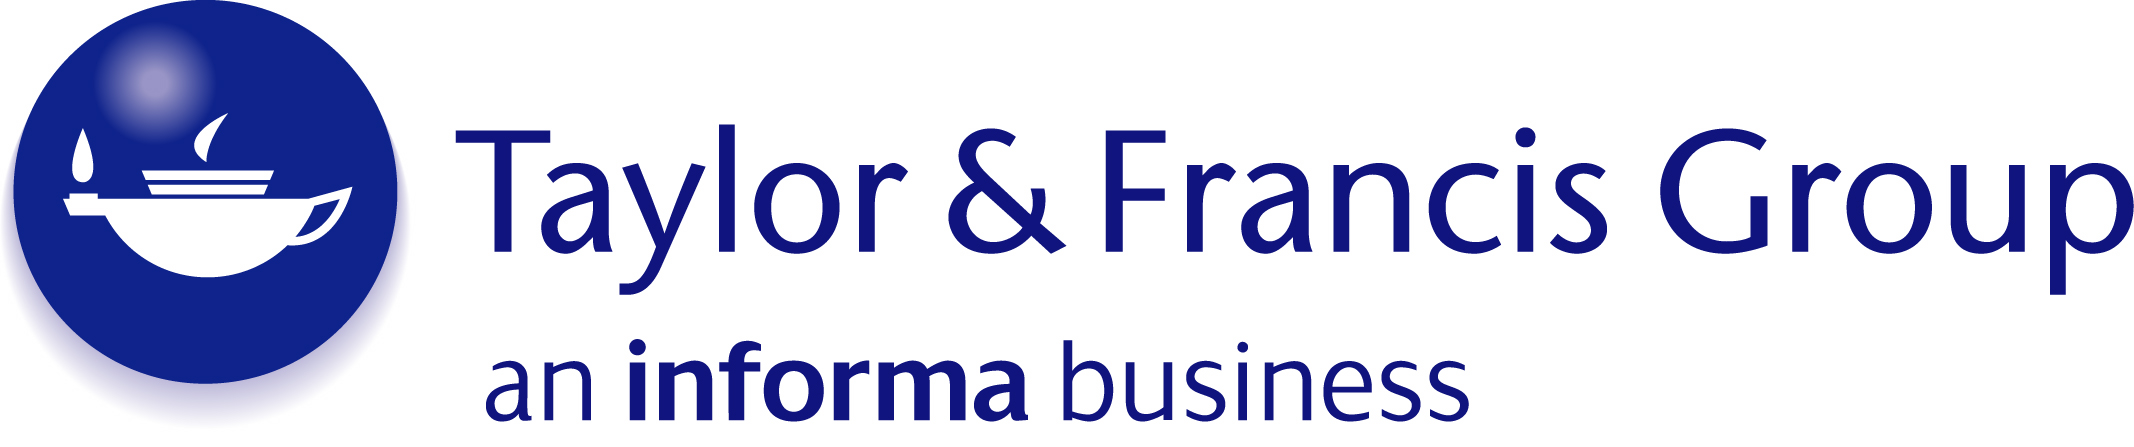 Taylor & Francis Group
an informa business